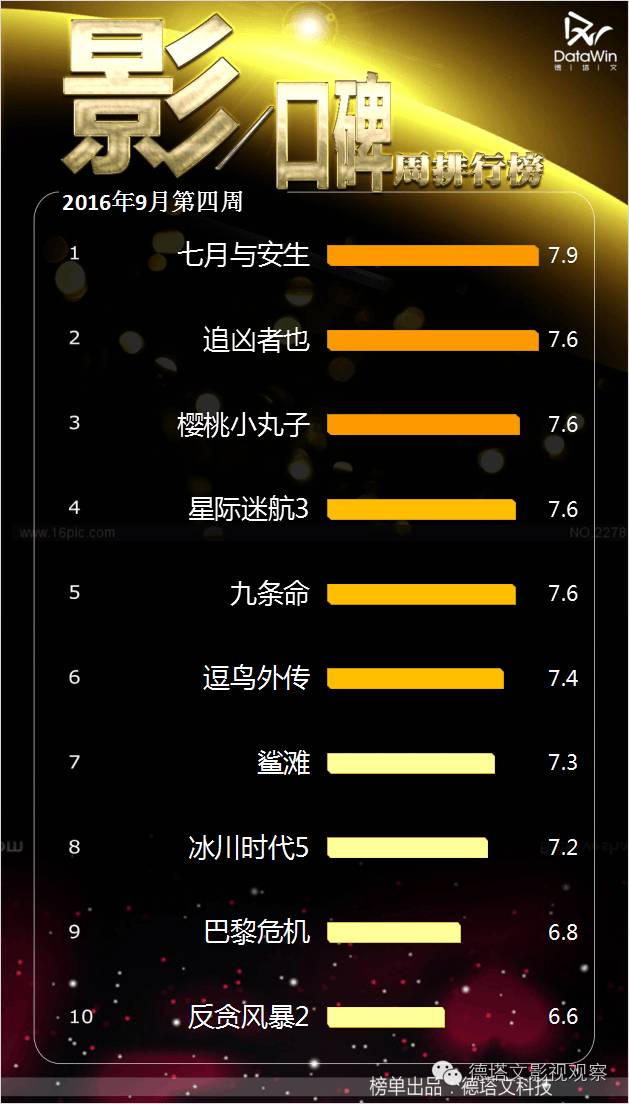 DataWin
德|塔|文
影/口碑周排行榜
2016年9月第四周
1 七月与安生 7.9
2 追凶者也 7.6
3 樱桃小丸子 7.6
4 星际迷航3 7.6
www.16pic.com NO.2278
5 九条命 7.6
6 逗鸟外传 7.4
7 鲨滩 7.3
8 冰川时代5 7.2
9 巴黎危机 6.8
10 反贪风暴2 6.6
德塔文影视观察
榜单出品：德塔文科技